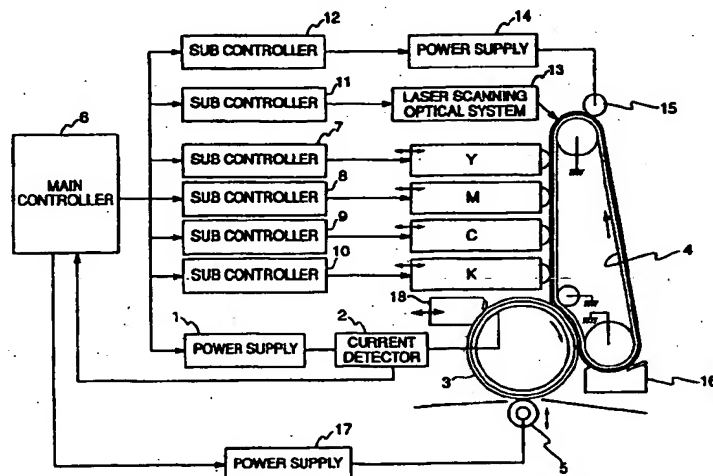 12
SUB CONTROLLER
14
POWER SUPPLY
11
SUB CONTROLLER
13
LASER SCANNING
OPTICAL SYSTEM
15
6
MAIN
CONTROLLER
7
SUB CONTROLLER
Y
8
SUB CONTROLLER
M
9
SUB CONTROLLER
C
10
SUB CONTROLLER
K
4
18
1
POWER SUPPLY
2
CURRENT
DETECTOR
3
16
17
POWER SUPPLY
5